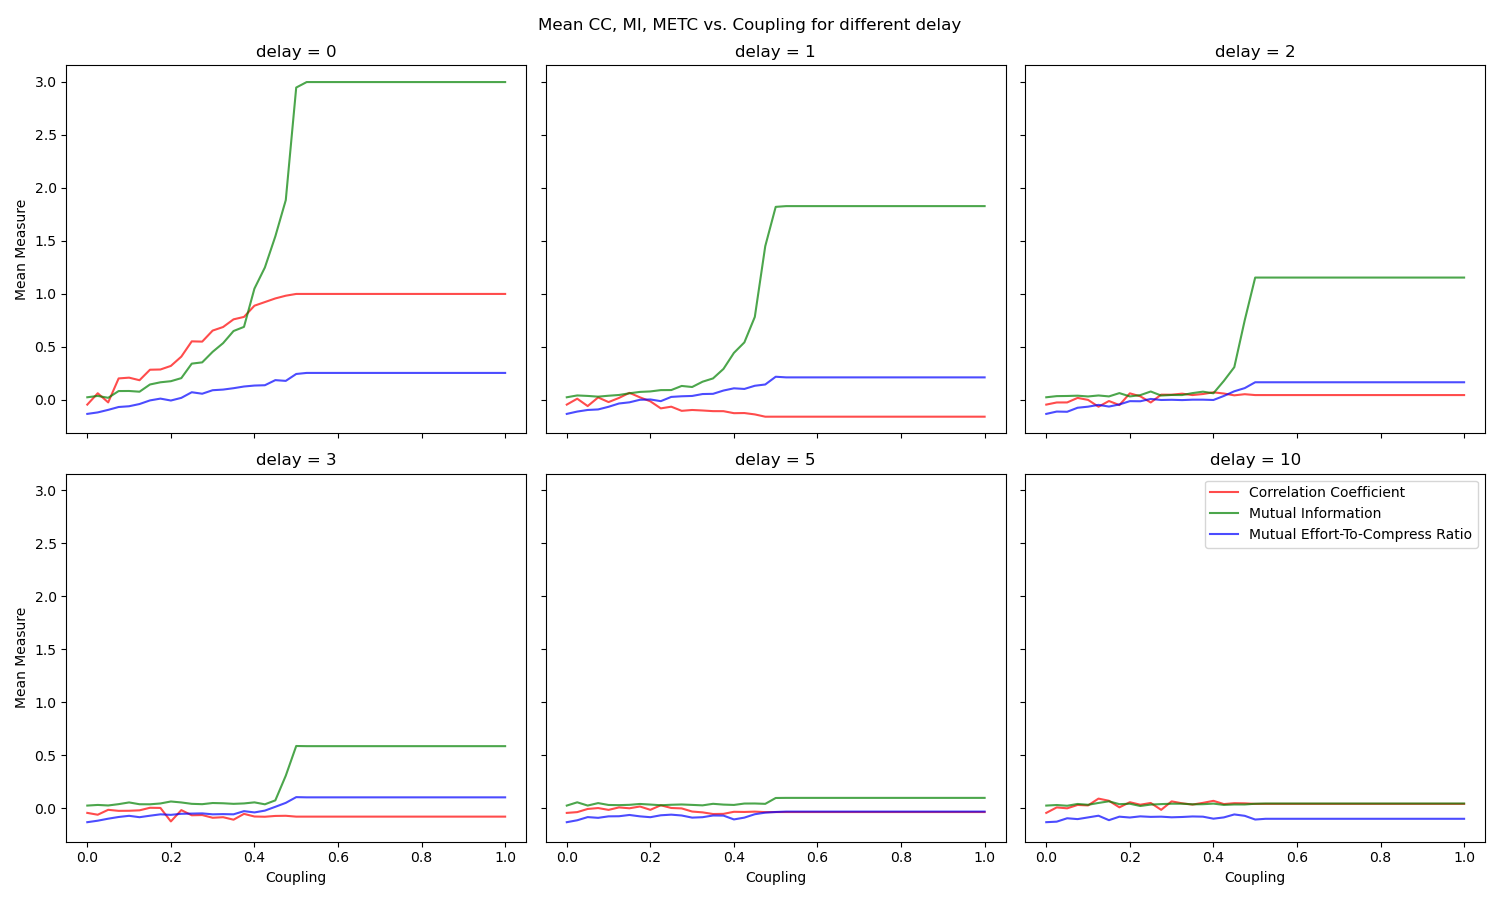 Mean CC, MI, METC vs. Coupling for different delay
delay = 0
delay = 1
delay = 2
3.0
2.5
2.0
1.5
1.0
0.5
0.0
Mean Measure
delay = 3
delay = 5
delay = 10
3.0
2.5
2.0
1.5
1.0
0.5
0.0
Mean Measure
Correlation Coefficient
Mutual Information
Mutual Effort-To-Compress Ratio
0.0 0.2 0.4 0.6 0.8 1.0
0.0 0.2 0.4 0.6 0.8 1.0
0.0 0.2 0.4 0.6 0.8 1.0
Coupling
Coupling
Coupling